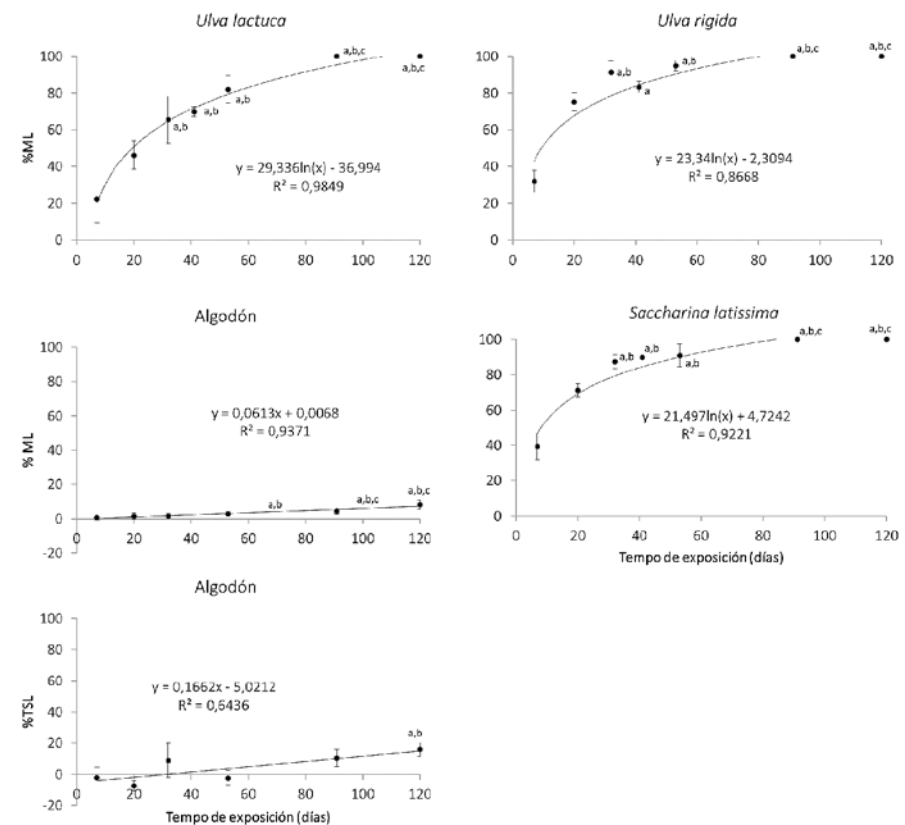 Ulva lactuca
100
80
60
40
20
0
%ML
a,b
a,b
a,b
a,b,c
a,b,c
y = 29,336ln(x) - 36,994
R² = 0,9849
0 20 40 60 80 100 120
Ulva rigida
100
80
60
40
20
0
a,b
a
a,b
a,b,c
a,b,c
y = 23,34ln(x) - 2,3094
R² = 0,8668
0 20 40 60 80 100 120
Algodón
100
80
60
40
20
0
-20
% ML
y = 0,0613x + 0,0068
R² = 0,9371
a,b
a,b,c
a,b,c
0 20 40 60 80 100 120
Saccharina latissima
100
80
60
40
20
0
a,b
a,b
a,b
a,b,c
a,b,c
y = 21,497ln(x) + 4,7242
R² = 0,9221
0 20 40 60 80 100 120
Tempo de exposición (días)
Algodón
100
80
60
40
20
0
-20
%TSL
y = 0,1662x - 5,0212
R² = 0,6436
a,b
0 20 40 60 80 100 120
Tempo de exposición (días)